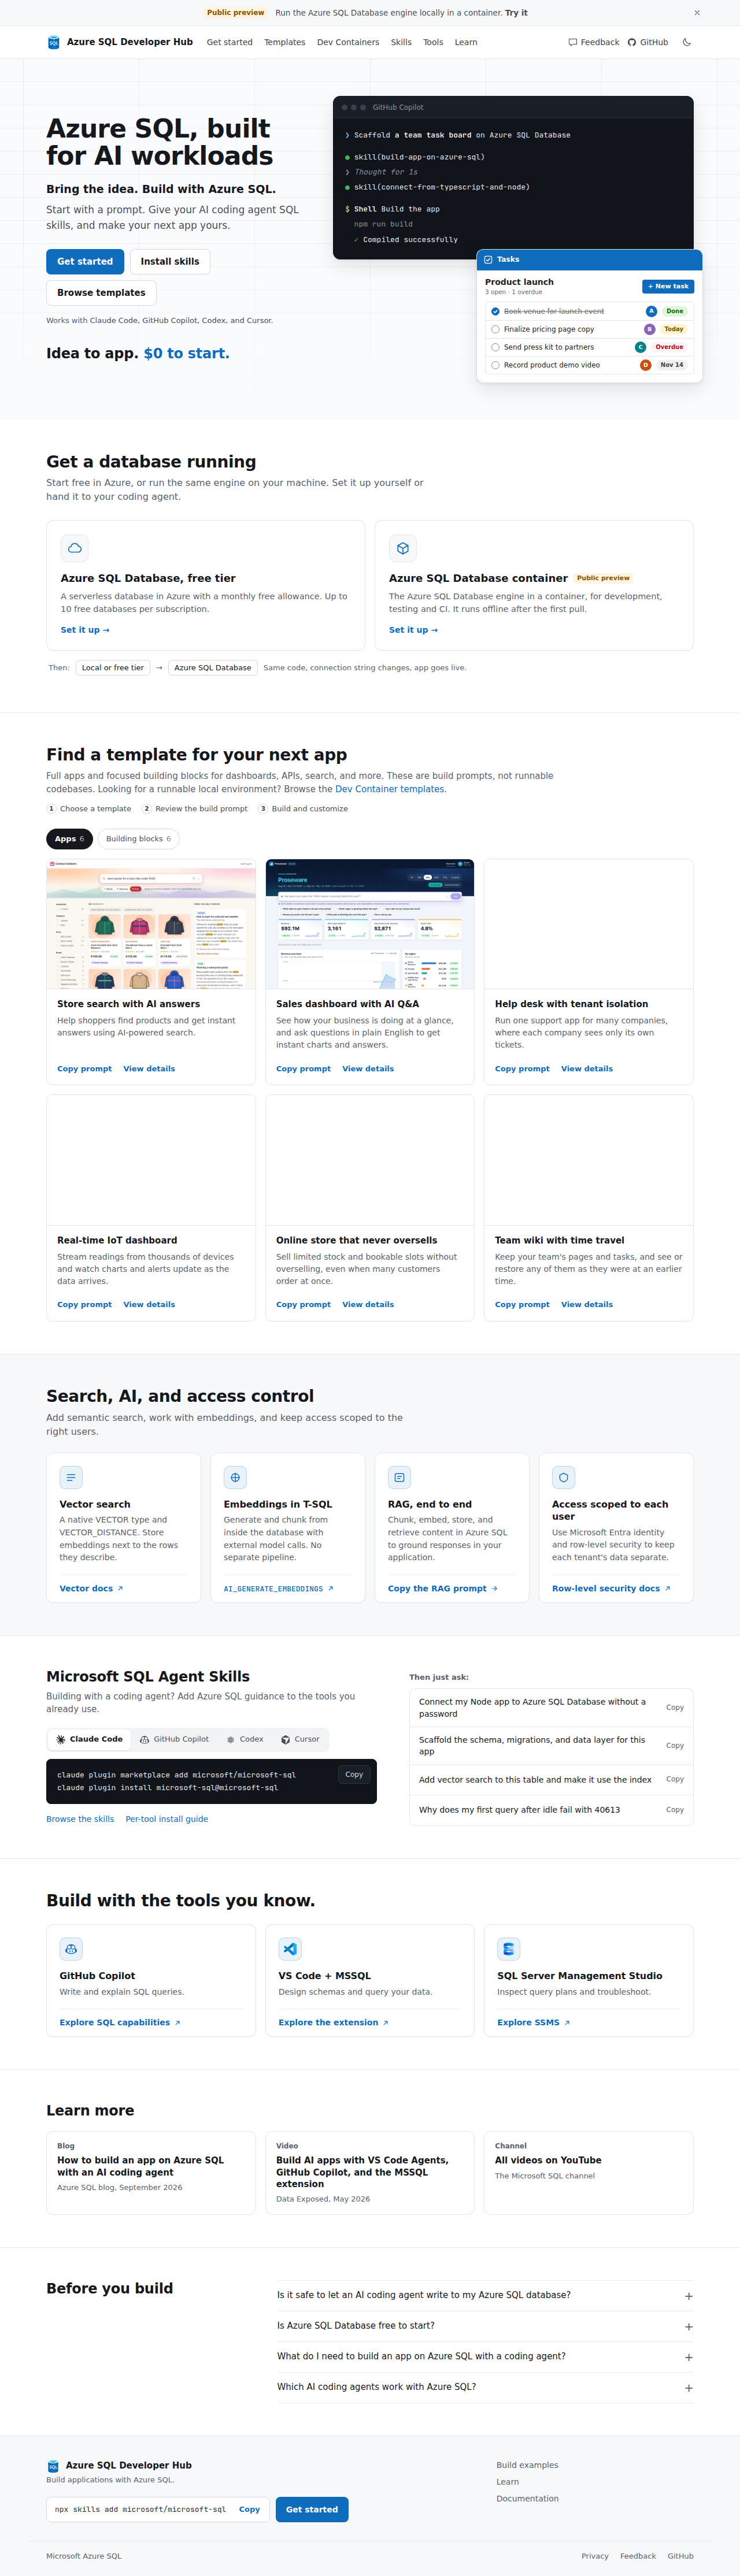 Public preview Run the Azure SQL Database engine locally in a container. Try it ×
Azure SQL Developer Hub Get started Templates Dev Containers Skills Tools Learn Feedback GitHub
Azure SQL, built
for AI workloads
Bring the idea. Build with Azure SQL.
Start with a prompt. Give your AI coding agent SQL
skills, and make your next app yours.
Get started Install skills
Browse templates
Works with Claude Code, GitHub Copilot, Codex, and Cursor.
Idea to app. $0 to start.
GitHub Copilot
❯ Scaffold a team task board on Azure SQL Database
● skill(build-app-on-azure-sql)
❯ Thought for 1s
● skill(connect-from-typescript-and-node)
$ Shell Build the app
npm run build
✓ Compiled successfully
Tasks
Product launch
3 open · 1 overdue
+ New task
Book venue for launch event A Done
Finalize pricing page copy B Today
Send press kit to partners C Overdue
Record product demo video D Nov 14
Get a database running
Start free in Azure, or run the same engine on your machine. Set it up yourself or
hand it to your coding agent.
Azure SQL Database, free tier
A serverless database in Azure with a monthly free allowance. Up to
10 free databases per subscription.
Set it up →
Azure SQL Database container Public preview
The Azure SQL Database engine in a container, for development,
testing and CI. It runs offline after the first pull.
Set it up →
Then: Local or free tier → Azure SQL Database Same code, connection string changes, app goes live.
Find a template for your next app
Full apps and focused building blocks for dashboards, APIs, search, and more. These are build prompts, not runnable
codebases. Looking for a runnable local environment? Browse the Dev Container templates.
1 Choose a template 2 Review the build prompt 3 Build and customize
Apps 6 Building blocks 6
Proseware
$92.1M 3,161 $2,871 4.8%
Store search with AI answers
Help shoppers find products and get instant
answers using AI-powered search.
Copy prompt View details
Sales dashboard with AI Q&A
See how your business is doing at a glance,
and ask questions in plain English to get
instant charts and answers.
Copy prompt View details
Help desk with tenant isolation
Run one support app for many companies,
where each company sees only its own
tickets.
Copy prompt View details
Real-time IoT dashboard
Stream readings from thousands of devices
and watch charts and alerts update as the
data arrives.
Copy prompt View details
Online store that never oversells
Sell limited stock and bookable slots without
overselling, even when many customers
order at once.
Copy prompt View details
Team wiki with time travel
Keep your team's pages and tasks, and see or
restore any of them as they were at an earlier
time.
Copy prompt View details
Search, AI, and access control
Add semantic search, work with embeddings, and keep access scoped to the
right users.
Vector search
A native VECTOR type and
VECTOR_DISTANCE. Store
embeddings next to the rows
they describe.
Vector docs ↗
Embeddings in T-SQL
Generate and chunk from
inside the database with
external model calls. No
separate pipeline.
AI_GENERATE_EMBEDDINGS ↗
RAG, end to end
Chunk, embed, store, and
retrieve content in Azure SQL
to ground responses in your
application.
Copy the RAG prompt →
Access scoped to each
user
Use Microsoft Entra identity
and row-level security to keep
each tenant's data separate.
Row-level security docs ↗
Microsoft SQL Agent Skills
Building with a coding agent? Add Azure SQL guidance to the tools you
already use.
Claude Code GitHub Copilot Codex Cursor
claude plugin marketplace add microsoft/microsoft-sql
claude plugin install microsoft-sql@microsoft-sql
Copy
Browse the skills Per-tool install guide
Then just ask:
Connect my Node app to Azure SQL Database without a
password
Copy
Scaffold the schema, migrations, and data layer for this
app
Copy
Add vector search to this table and make it use the index Copy
Why does my first query after idle fail with 40613 Copy
Build with the tools you know.
GitHub Copilot
Write and explain SQL queries.
Explore SQL capabilities ↗
VS Code + MSSQL
Design schemas and query your data.
Explore the extension ↗
SQL Server Management Studio
Inspect query plans and troubleshoot.
Explore SSMS ↗
Learn more
Blog
How to build an app on Azure SQL
with an AI coding agent
Azure SQL blog, September 2026
Video
Build AI apps with VS Code Agents,
GitHub Copilot, and the MSSQL
extension
Data Exposed, May 2026
Channel
All videos on YouTube
The Microsoft SQL channel
Before you build
Is it safe to let an AI coding agent write to my Azure SQL database? +
Is Azure SQL Database free to start? +
What do I need to build an app on Azure SQL with a coding agent? +
Which AI coding agents work with Azure SQL? +
Azure SQL Developer Hub
Build applications with Azure SQL.
npx skills add microsoft/microsoft-sql Copy Get started
Build examples
Learn
Documentation
Microsoft Azure SQL
Privacy Feedback GitHub